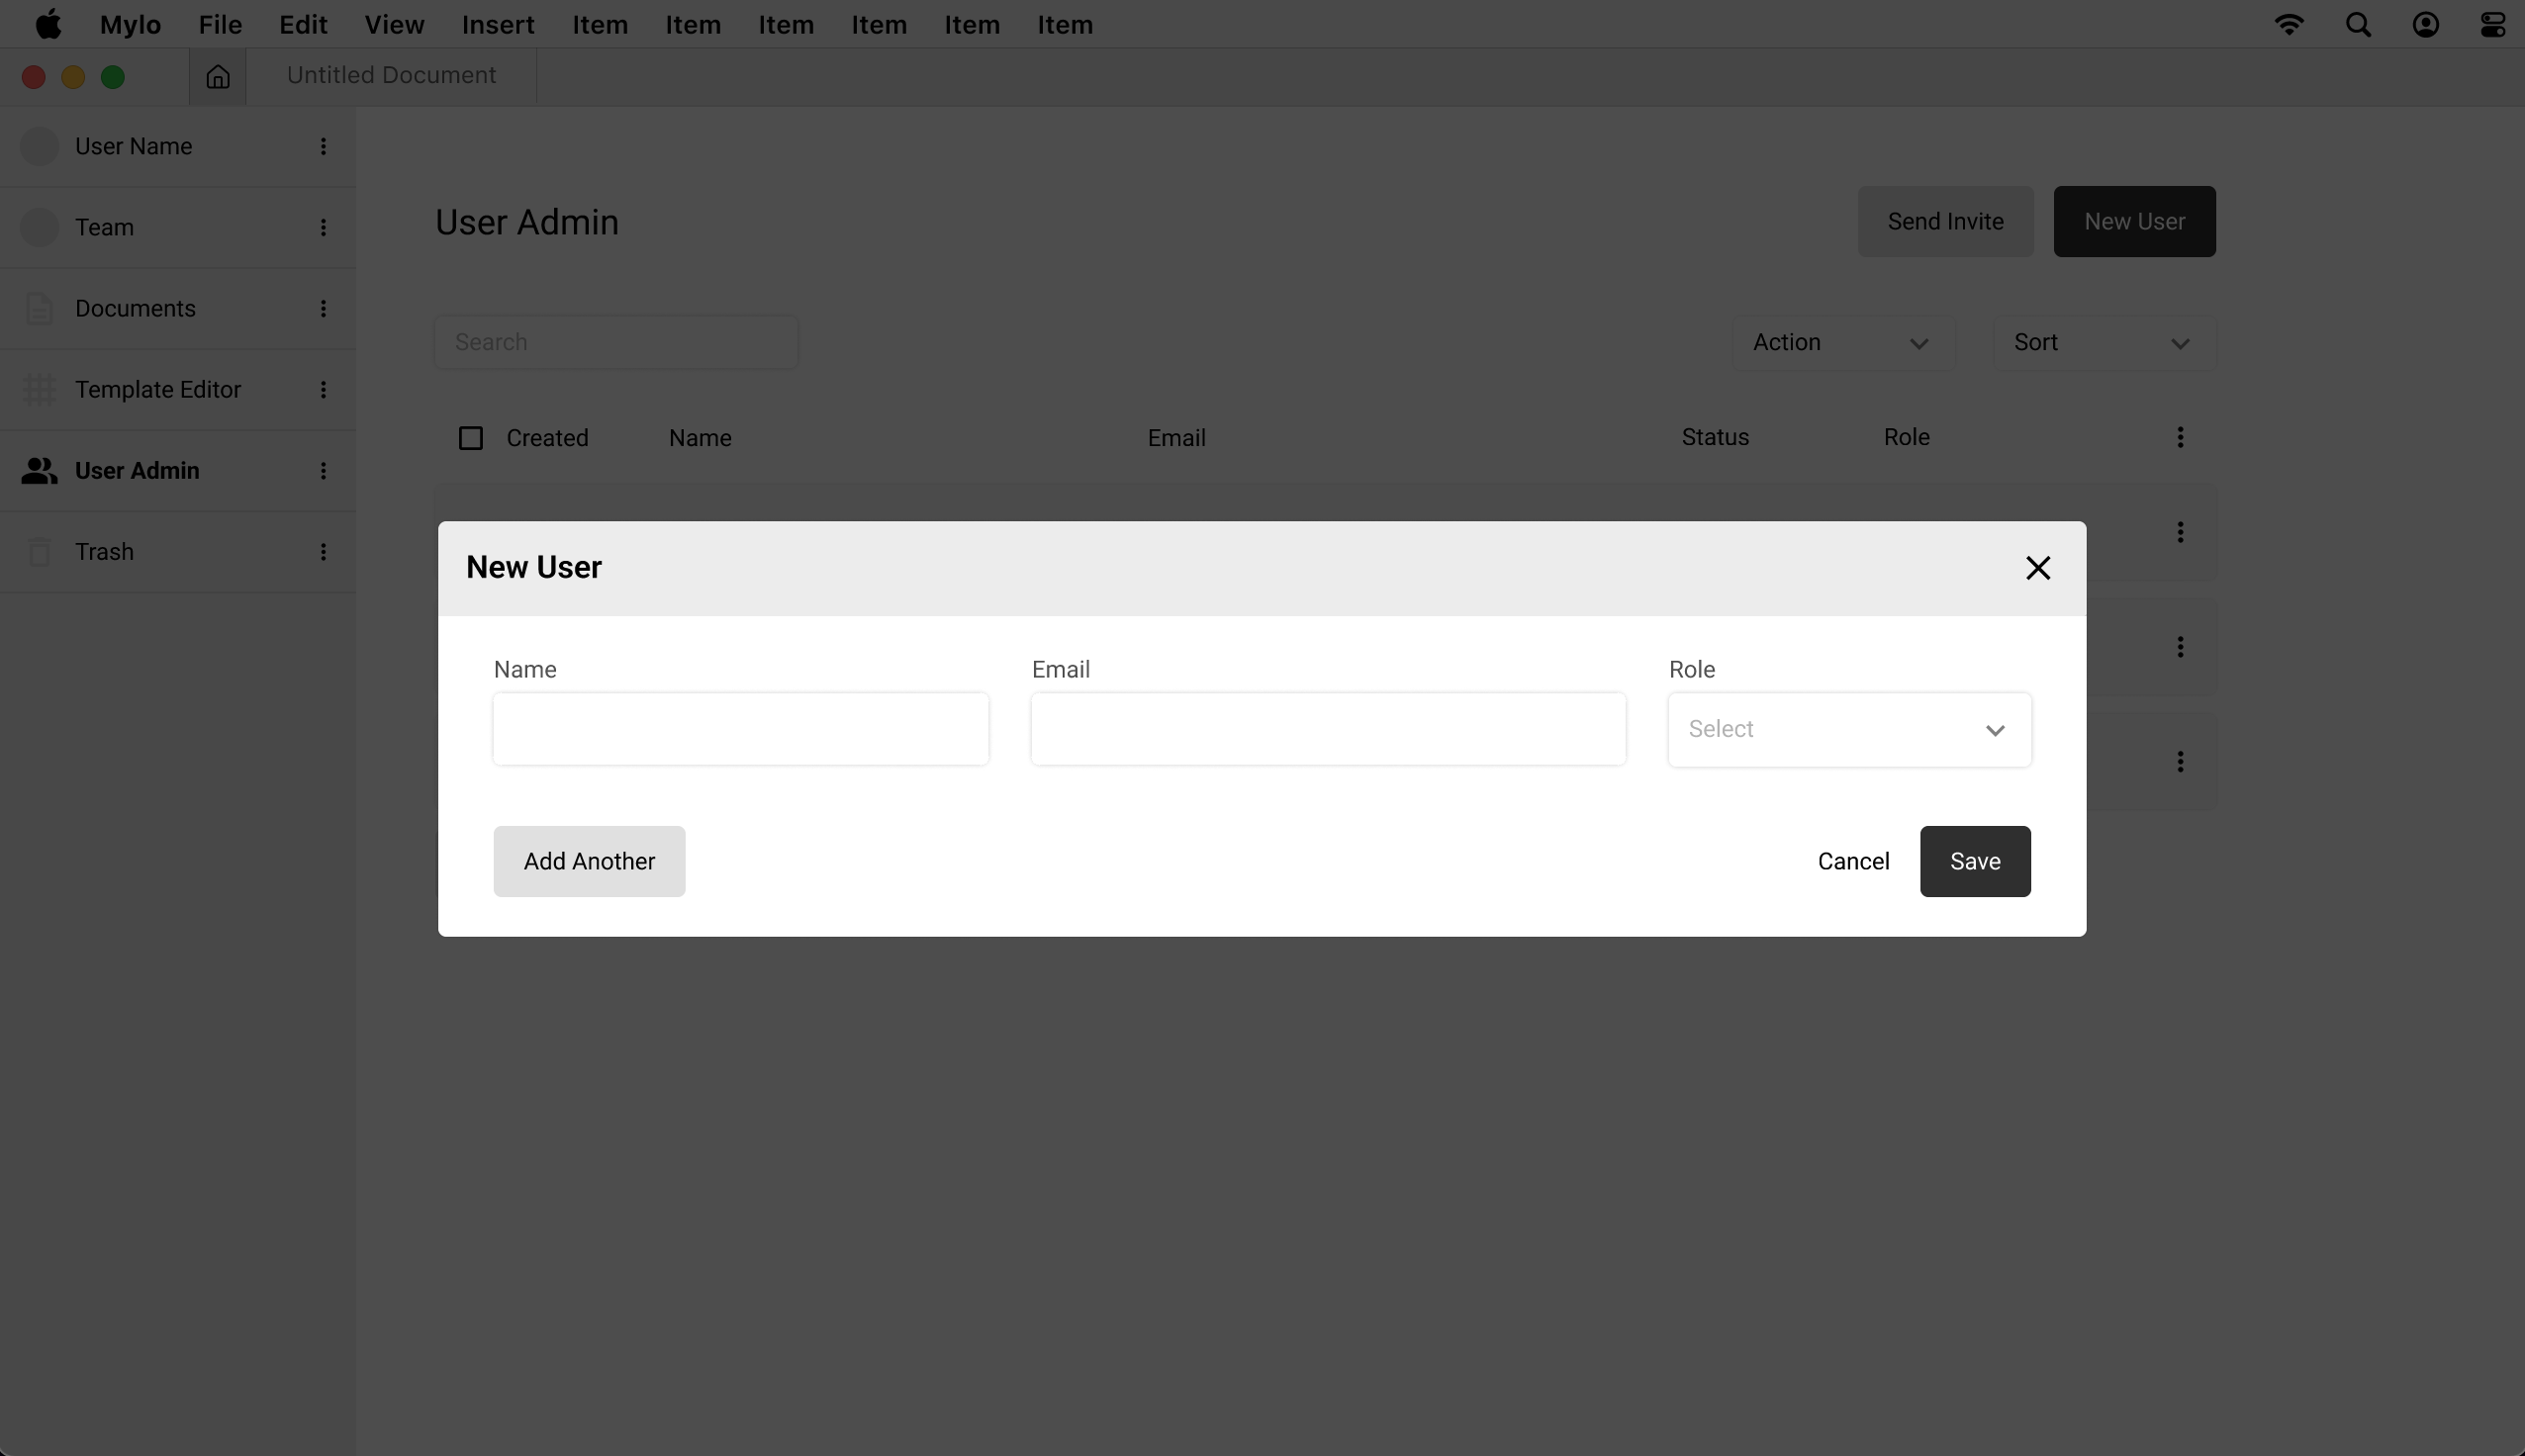 Mylo File Edit View Insert Item Item Item Item Item Item
Untitled Document
User Name
Team
Documents
Template Editor
User Admin
Trash
User Admin
Send Invite
New User
Search
Action
Sort
Created Name Email Status Role
New User
Name Email Role
Select
Add Another
Cancel
Save